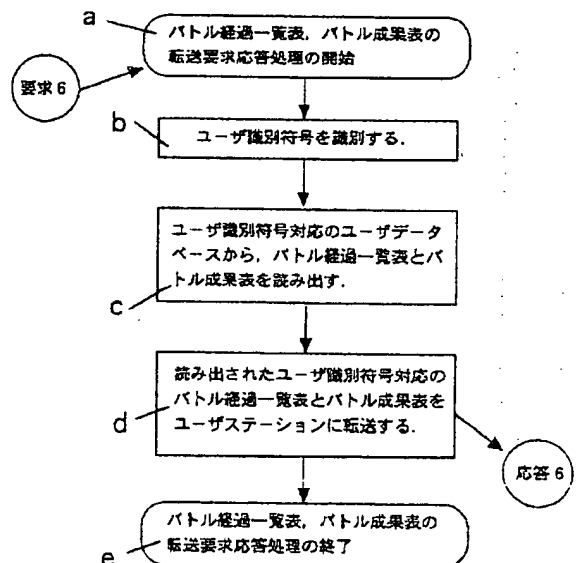 a
バトル経過一覧表，バトル成果表の
転送要求応答処理の開始
要求6
b
ユーザ識別符号を識別する．
ユーザ識別符号対応のユーザデータ
ベースから，バトル経過一覧表とバ
トル成果表を読み出す．
c
読み出されたユーザ識別符号対応の
バトル経過一覧表とバトル成果表を
ユーザステーションに転送する．
d
応答6
バトル経過一覧表，バトル成果表の
転送要求応答処理の終了
e